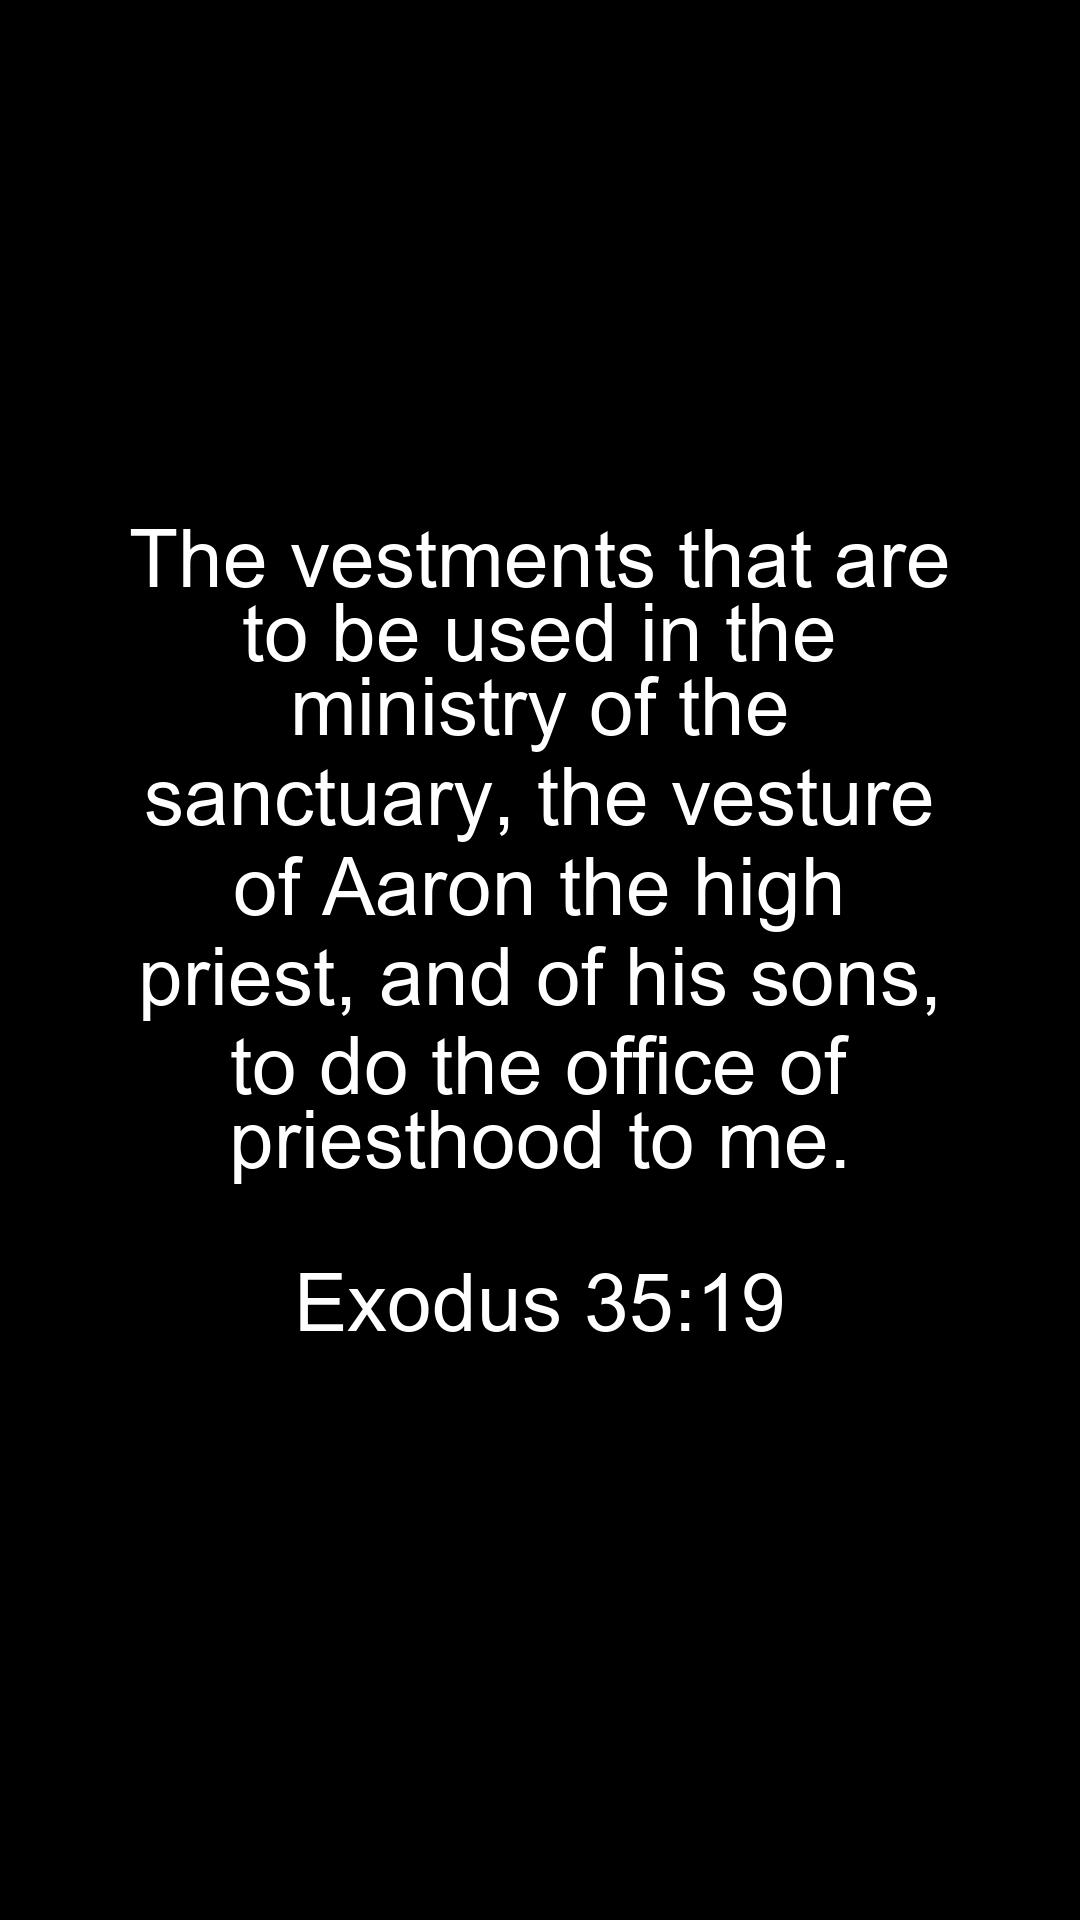 The vestments that are
to be used in the
ministry of the
sanctuary, the vesture
of Aaron the high
priest, and of his sons,
to do the office of
priesthood to me.
Exodus 35:19